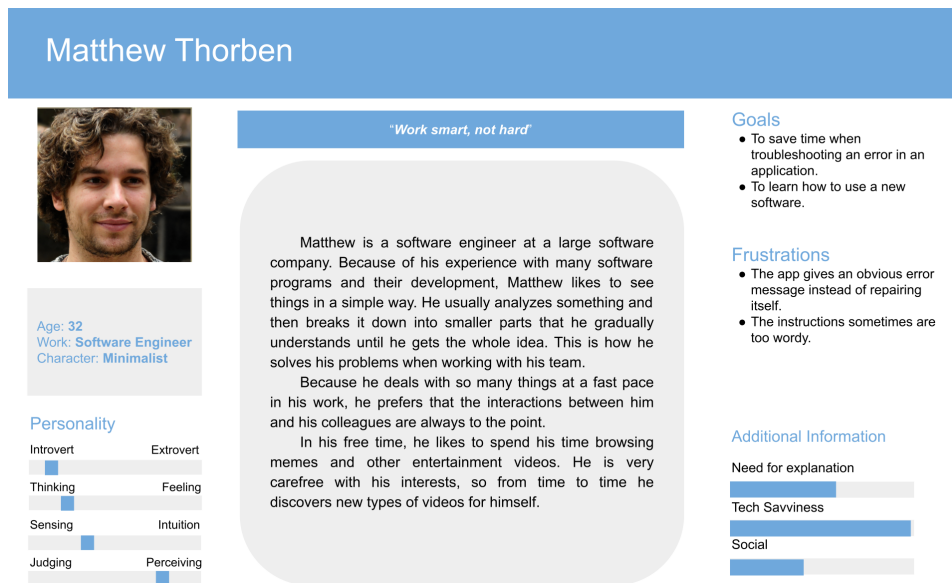 Matthew Thorben
“Work smart, not hard”
Age: 32
Work: Software Engineer
Character: Minimalist
Personality
Introvert Extrovert
Thinking Feeling
Sensing Intuition
Judging Perceiving
Matthew is a software engineer at a large software
company. Because of his experience with many software
programs and their development, Matthew likes to see
things in a simple way. He usually analyzes something and
then breaks it down into smaller parts that he gradually
understands until he gets the whole idea. This is how he
solves his problems when working with his team.
Because he deals with so many things at a fast pace
in his work, he prefers that the interactions between him
and his colleagues are always to the point.
In his free time, he likes to spend his time browsing
memes and other entertainment videos. He is very
carefree with his interests, so from time to time he
discovers new types of videos for himself.
Goals
● To save time when
troubleshooting an error in an
application.
● To learn how to use a new
software.
Frustrations
● The app gives an obvious error
message instead of repairing
itself.
● The instructions sometimes are
too wordy.
Additional Information
Need for explanation
Tech Savviness
Social